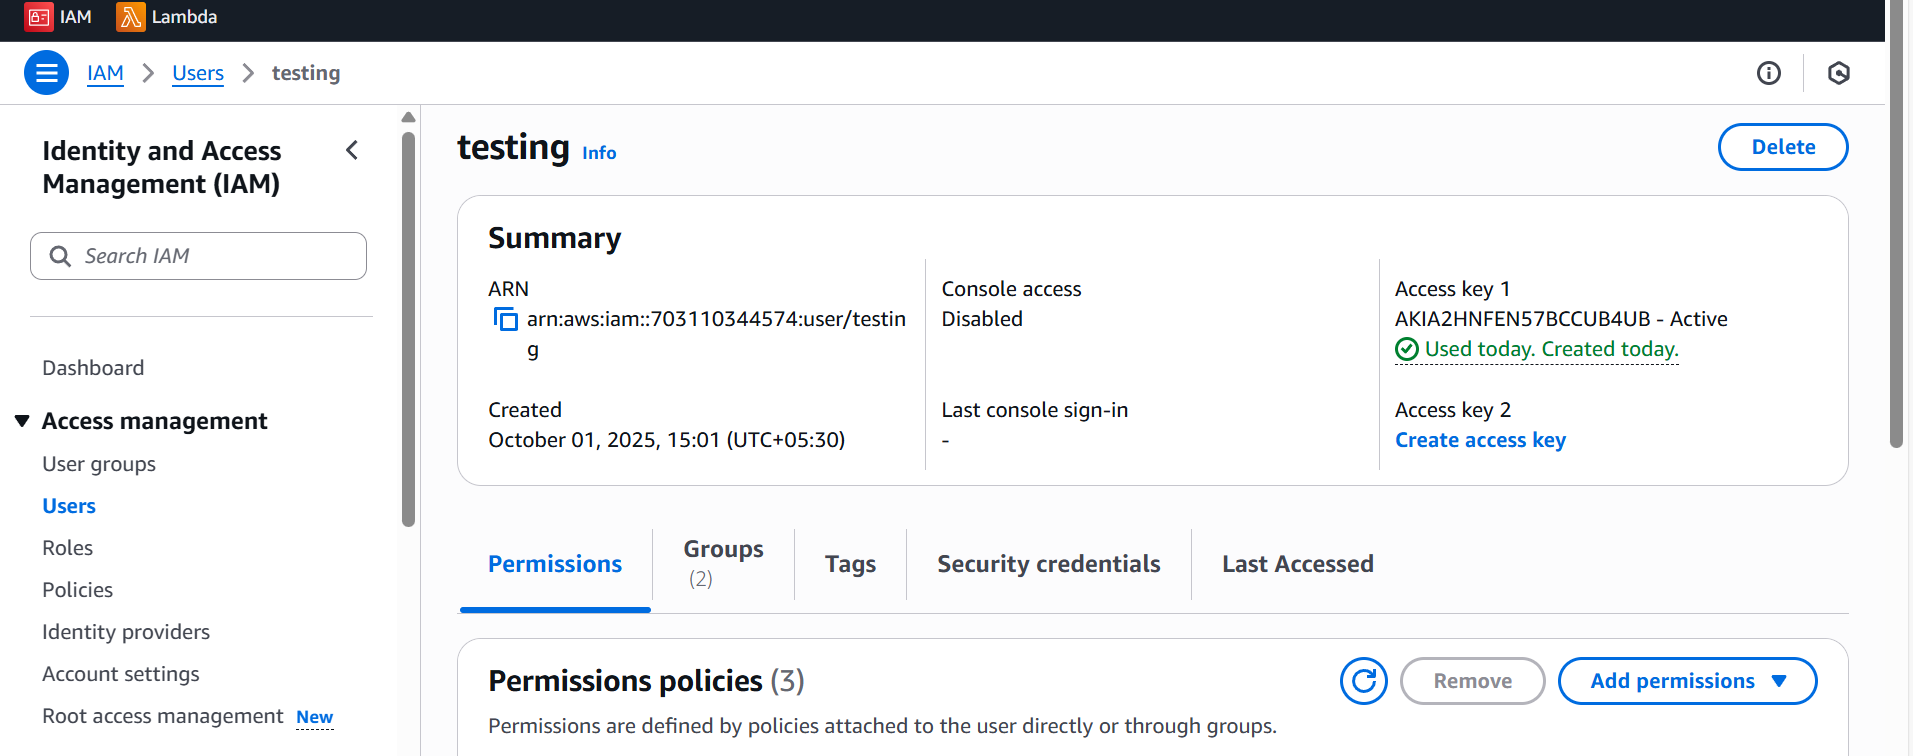 IAM Lambda
IAM > Users > testing
Identity and Access
Management (IAM)
Search IAM
Dashboard
Access management
User groups
Users
Roles
Policies
Identity providers
Account settings
Root access management New
testing Info
Delete
Summary
ARN
arn:aws:iam::703110344574:user/testin
g
Created
October 01, 2025, 15:01 (UTC+05:30)
Console access
Disabled
Last console sign-in
-
Access key 1
AKIA2HNFEN57BCCUB4UB - Active
Used today. Created today.
Access key 2
Create access key
Permissions
Groups
(2)
Tags
Security credentials
Last Accessed
Permissions policies (3)
Remove
Add permissions
Permissions are defined by policies attached to the user directly or through groups.